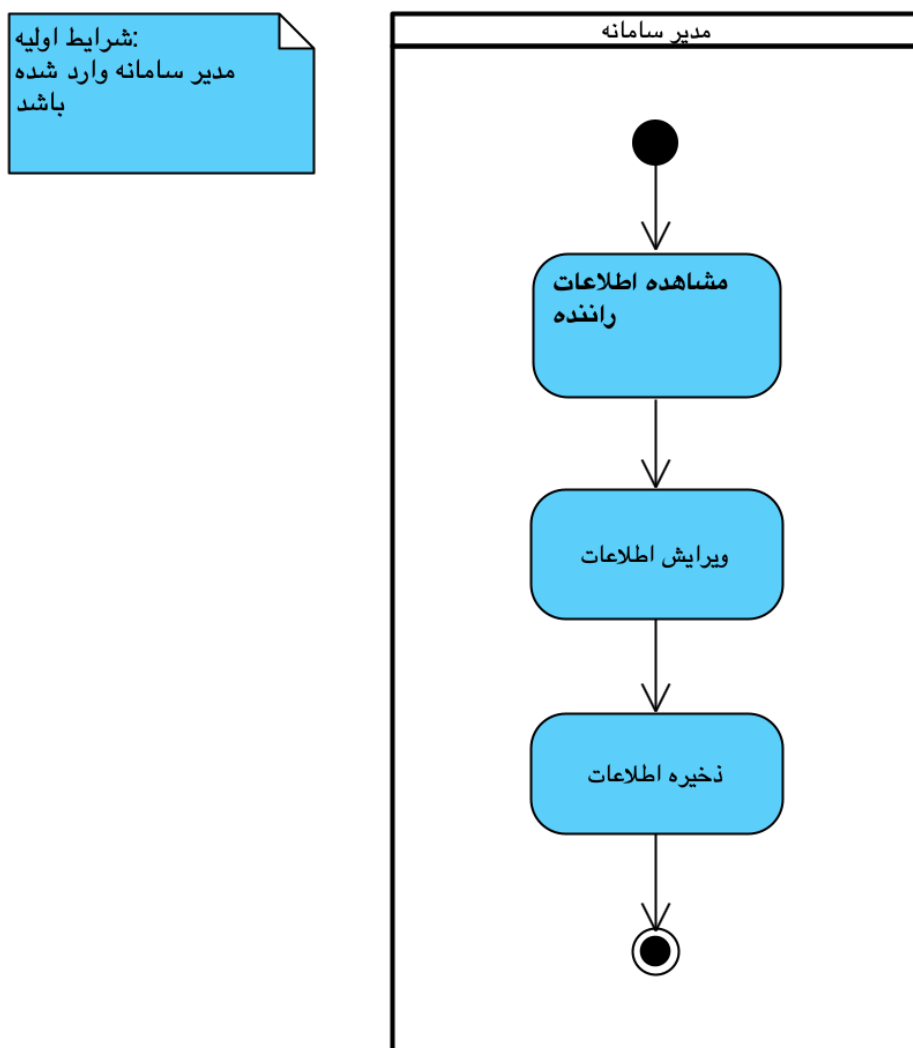 شرایط اولیه:
مدیر سامانه وارد شده
باشد
مدیر سامانه
مشاهده اطلاعات
راننده
ویرایش اطلاعات
ذخیره اطلاعات